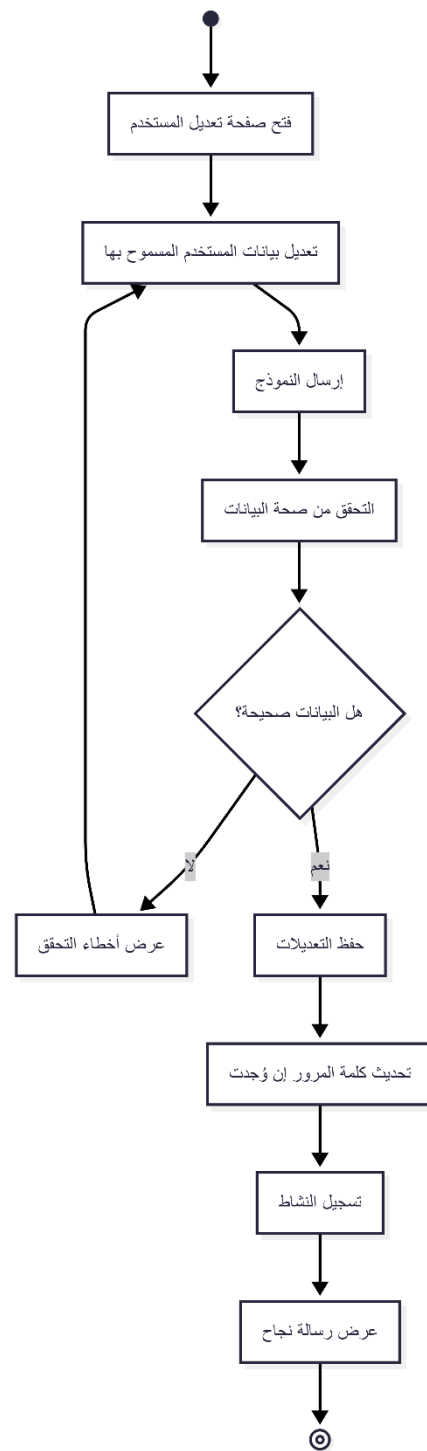 فتح صفحة تعديل المستخدم
تعديل بيانات المستخدم المسموح بها
إرسال النموذج
التحقق من صحة البيانات
هل البيانات صحيحة؟
لا
نعم
عرض أخطاء التحقق
حفظ التعديلات
تحديث كلمة المرور إن وُجدت
تسجيل النشاط
عرض رسالة نجاح